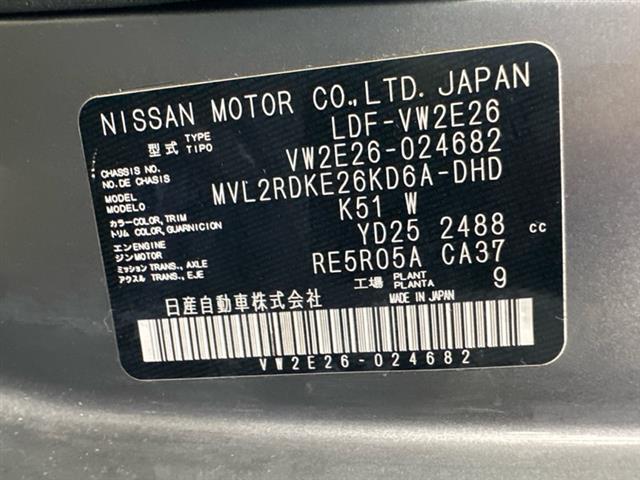 NISSAN MOTOR CO.,LTD. JAPAN
型式 TYPE TIPO LDF-VW2E26
CHASSIS NO. NO. DE CHASIS VW2E26-024682
MODEL MODELO MVL2RDKE26KD6A-DHD
カラー COLOR, TRIM トリム COLOR, GUARNICION K51 W
エンジン ENGINE MOTOR YD25 2488 cc
ミッション TRANS., AXLE アクスル TRANS., EJE RE5R05A CA37
工場 PLANT PLANTA 9
日産自動車株式会社 MADE IN JAPAN
VW2E26-024682